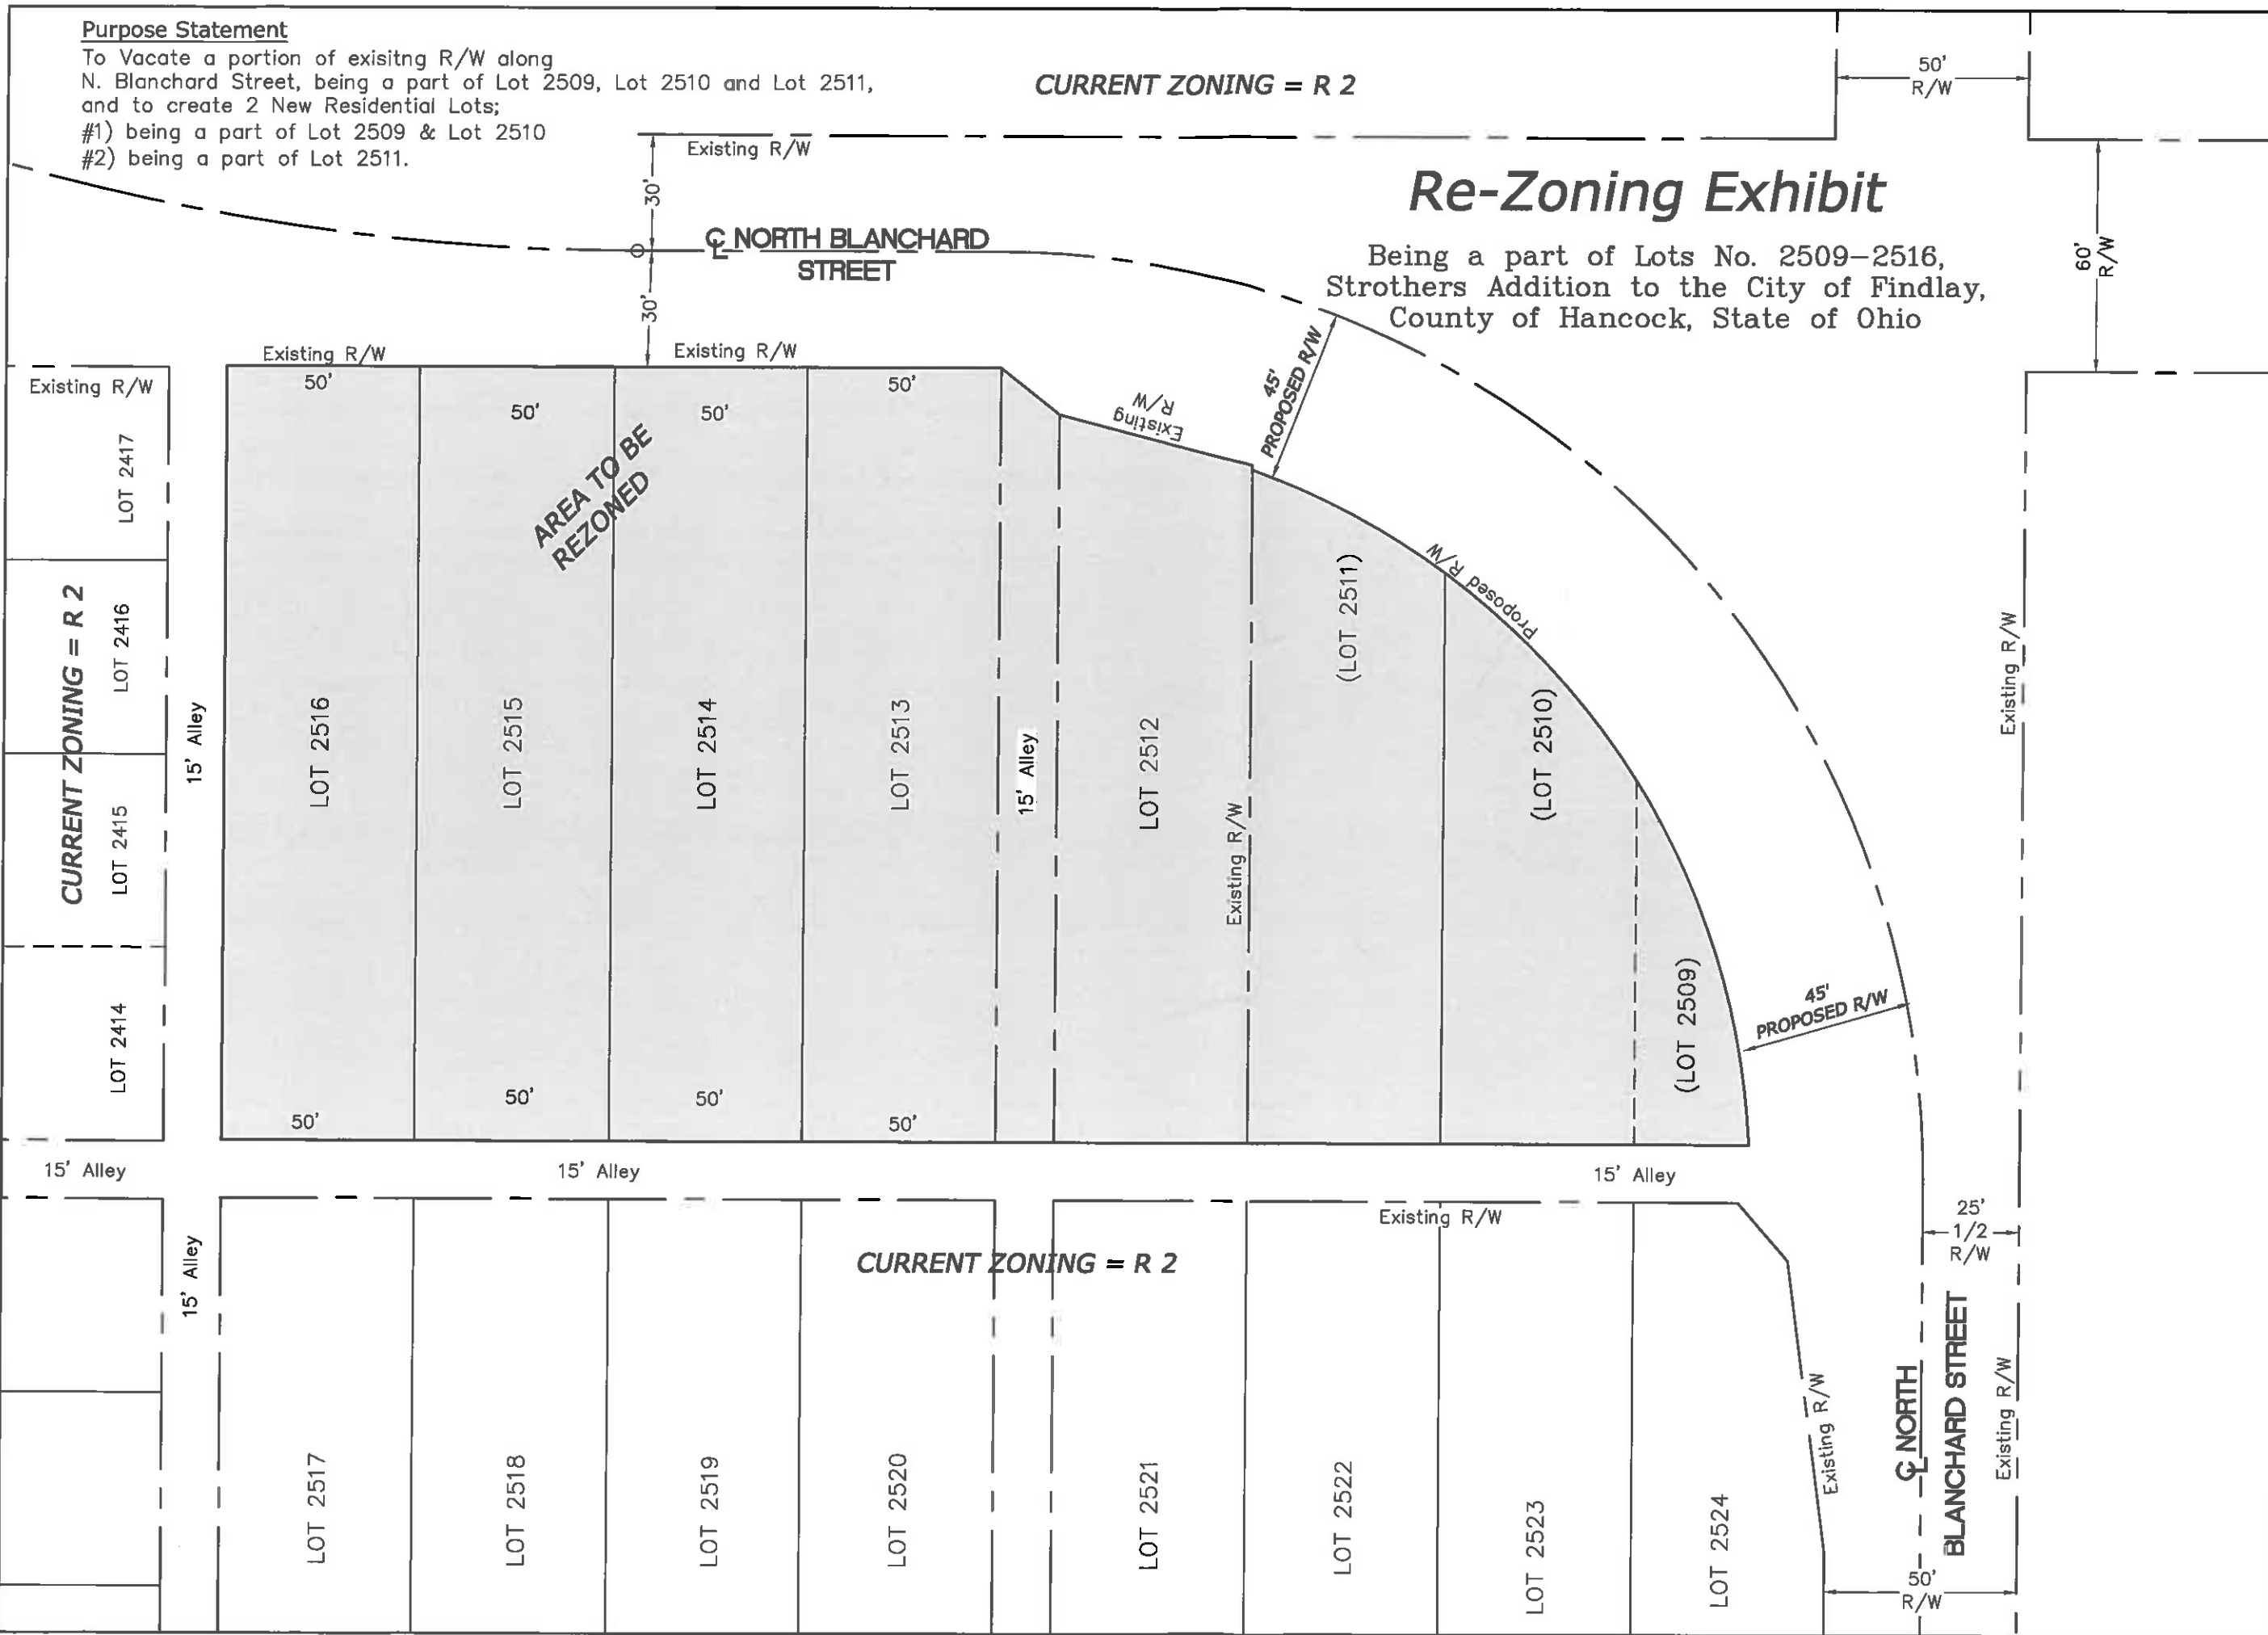 Purpose Statement
To Vacate a portion of exisitng R/W along
N. Blanchard Street, being a part of Lot 2509, Lot 2510 and Lot 2511,
and to create 2 New Residential Lots;
#1) being a part of Lot 2509 & Lot 2510
#2) being a part of Lot 2511.
CURRENT ZONING = R 2
50'
R/W
Existing R/W
30'
Re-Zoning Exhibit
Being a part of Lots No. 2509-2516,
Strothers Addition to the City of Findlay,
County of Hancock, State of Ohio
60'
R/W
℄ NORTH BLANCHARD
STREET
30'
Existing R/W
Existing R/W
Existing R/W
50'
50'
50'
50'
Existing
R/W
45'
PROPOSED R/W
AREA TO BE
REZONED
LOT 2417
LOT 2416
LOT 2415
LOT 2414
CURRENT ZONING = R 2
15' Alley
LOT 2516
LOT 2515
LOT 2514
LOT 2513
15' Alley
LOT 2512
Existing R/W
(LOT 2511)
Proposed R/W
(LOT 2510)
(LOT 2509)
45'
PROPOSED R/W
Existing R/W
50'
50'
50'
50'
15' Alley
15' Alley
15' Alley
Existing R/W
25'
1/2
R/W
15' Alley
CURRENT ZONING = R 2
LOT 2517
LOT 2518
LOT 2519
LOT 2520
LOT 2521
LOT 2522
LOT 2523
LOT 2524
Existing R/W
℄ NORTH
BLANCHARD STREET
Existing R/W
50'
R/W